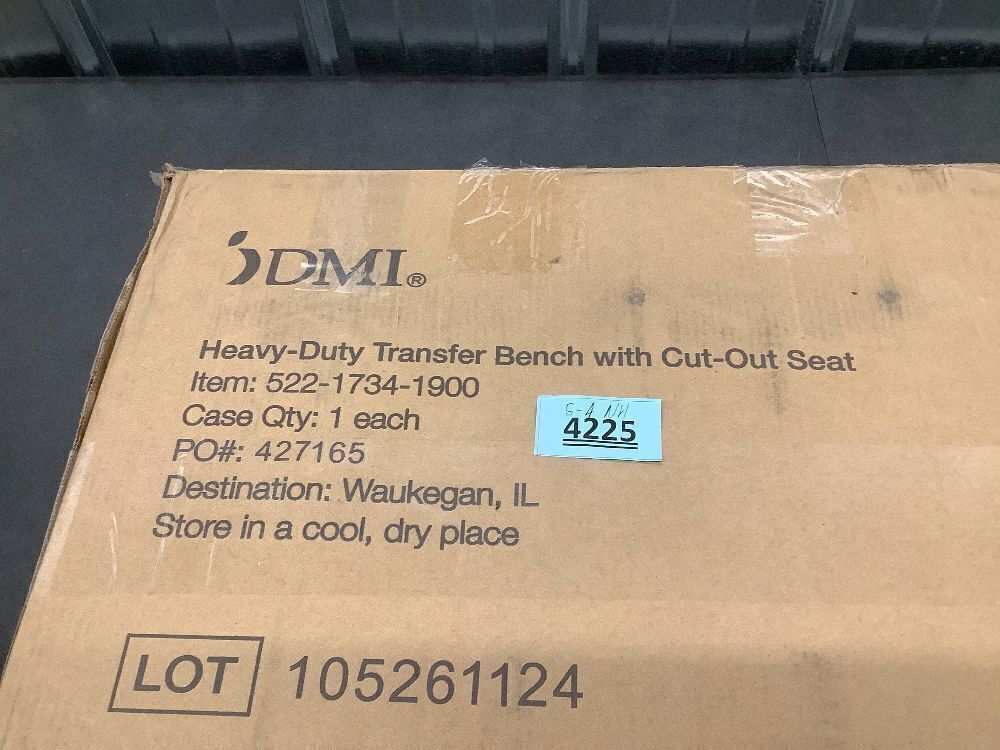 DMI®
Heavy-Duty Transfer Bench with Cut-Out Seat
Item: 522-1734-1900
Case Qty: 1 each
S-A NH
4225
PO#: 427165
Destination: Waukegan, IL
Store in a cool, dry place
LOT 105261124